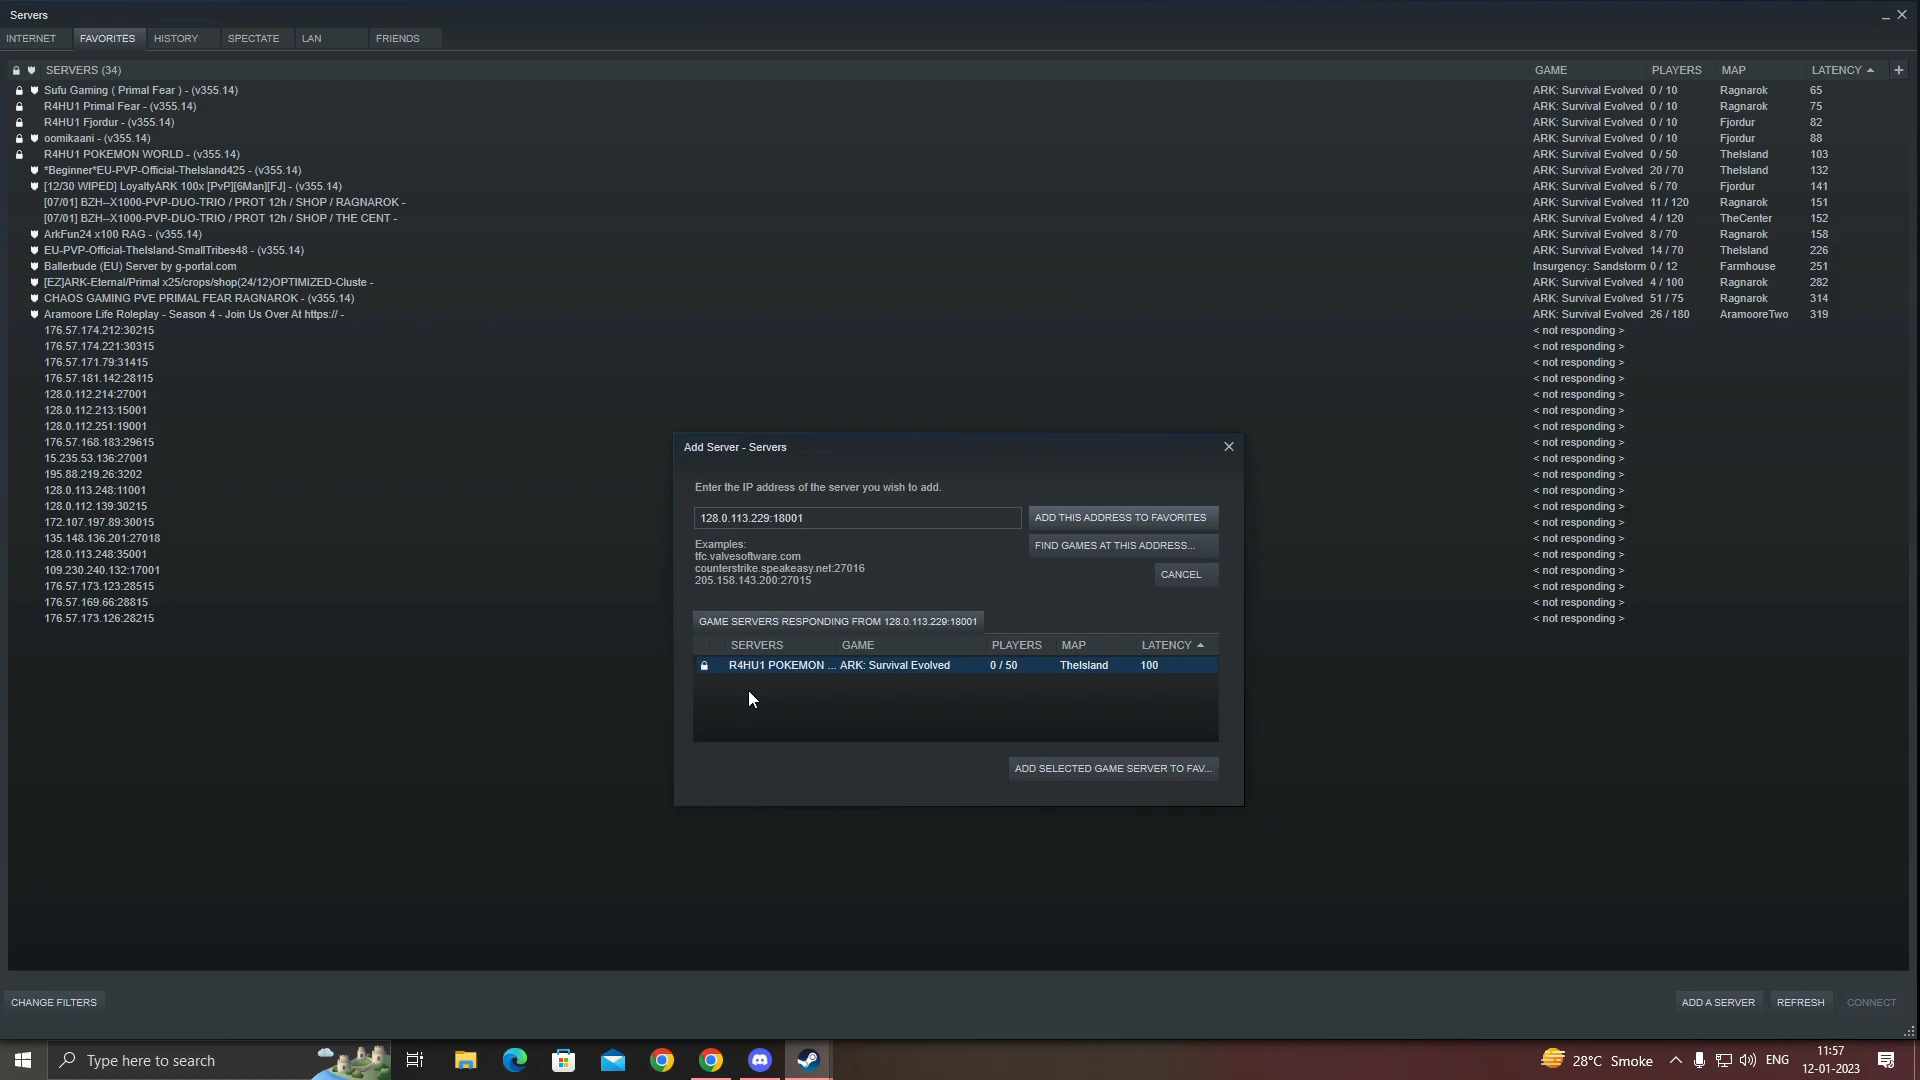 Servers
INTERNET FAVORITES HISTORY SPECTATE LAN FRIENDS
SERVERS (34) GAME PLAYERS MAP LATENCY +
Sufu Gaming ( Primal Fear ) - (v355.14) ARK: Survival Evolved 0 / 10 Ragnarok 65
R4HU1 Primal Fear - (v355.14) ARK: Survival Evolved 0 / 10 Ragnarok 75
R4HU1 Fjordur - (v355.14) ARK: Survival Evolved 0 / 10 Fjordur 82
oomikaani - (v355.14) ARK: Survival Evolved 0 / 10 Fjordur 88
R4HU1 POKEMON WORLD - (v355.14) ARK: Survival Evolved 0 / 50 TheIsland 103
*Beginner*EU-PVP-Official-TheIsland425 - (v355.14) ARK: Survival Evolved 20 / 70 TheIsland 132
[12/30 WIPED] LoyaltyARK 100x [PvP][6Man][FJ] - (v355.14) ARK: Survival Evolved 6 / 70 Fjordur 141
[07/01] BZH--X1000-PVP-DUO-TRIO / PROT 12h / SHOP / RAGNAROK - ARK: Survival Evolved 11 / 120 Ragnarok 151
[07/01] BZH--X1000-PVP-DUO-TRIO / PROT 12h / SHOP / THE CENT - ARK: Survival Evolved 4 / 120 TheCenter 152
ArkFun24 x100 RAG - (v355.14) ARK: Survival Evolved 8 / 70 Ragnarok 158
EU-PVP-Official-TheIsland-SmallTribes48 - (v355.14) ARK: Survival Evolved 14 / 70 TheIsland 226
Ballerbude (EU) Server by g-portal.com Insurgency: Sandstorm 0 / 12 Farmhouse 251
[EZ]ARK-Eternal/Primal x25/crops/shop(24/12)OPTIMIZED-Cluste - ARK: Survival Evolved 4 / 100 Ragnarok 282
CHAOS GAMING PVE PRIMAL FEAR RAGNAROK - (v355.14) ARK: Survival Evolved 51 / 75 Ragnarok 314
Aramoore Life Roleplay - Season 4 - Join Us Over At https:// - ARK: Survival Evolved 26 / 180 AramooreTwo 319
176.57.174.212:30215 < not responding >
176.57.174.221:30315 < not responding >
176.57.171.79:31415 < not responding >
176.57.181.142:28115 < not responding >
128.0.112.214:27001 < not responding >
128.0.112.213:15001 < not responding >
128.0.112.251:19001 < not responding >
176.57.168.183:29615 < not responding >
15.235.53.136:27001 < not responding >
195.88.219.26:3202 < not responding >
128.0.113.248:11001 < not responding >
128.0.112.139:30215 < not responding >
172.107.197.89:30015 < not responding >
135.148.136.201:27018 < not responding >
128.0.113.248:35001 < not responding >
109.230.240.132:17001 < not responding >
176.57.173.123:28515 < not responding >
176.57.169.66:28815 < not responding >
176.57.173.126:28215 < not responding >
Add Server - Servers
Enter the IP address of the server you wish to add.
128.0.113.229:18001 ADD THIS ADDRESS TO FAVORITES
Examples: FIND GAMES AT THIS ADDRESS...
tfc.valvesoftware.com
counterstrike.speakeasy.net:27016
205.158.143.200:27015 CANCEL
GAME SERVERS RESPONDING FROM 128.0.113.229:18001
SERVERS GAME PLAYERS MAP LATENCY
R4HU1 POKEMON ... ARK: Survival Evolved 0 / 50 TheIsland 100
ADD SELECTED GAME SERVER TO FAV...
CHANGE FILTERS ADD A SERVER REFRESH CONNECT
Type here to search 28°C Smoke ENG 11:57
12-01-2023